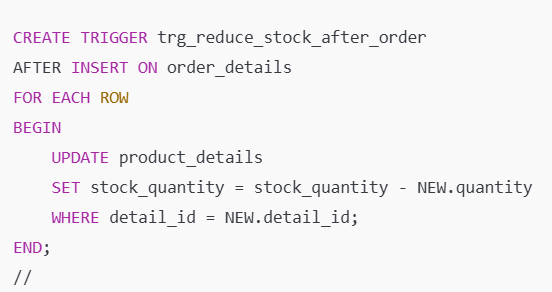 CREATE TRIGGER trg_reduce_stock_after_order
AFTER INSERT ON order_details
FOR EACH ROW
BEGIN
    UPDATE product_details
    SET stock_quantity = stock_quantity - NEW.quantity
    WHERE detail_id = NEW.detail_id;
END;
//